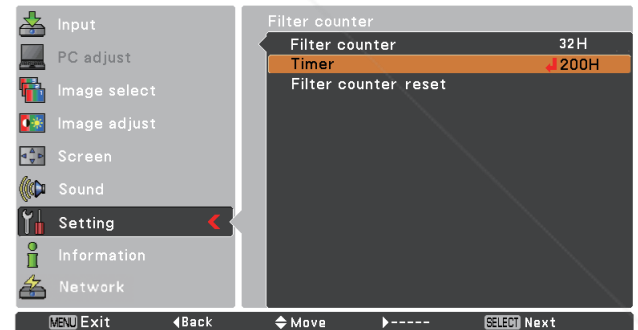 Input
PC adjust
Image select
Image adjust
Screen
Sound
Setting
Information
Network
Filter counter
Filter counter 32H
Timer 200H
Filter counter reset
MENU Exit Back Move ----- SELECT Next